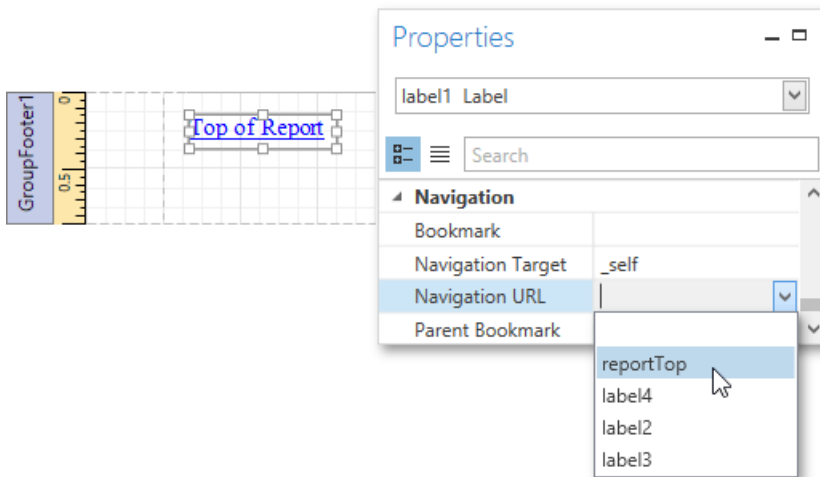 Properties
label1 Label
Search
GroupFooter1
0
0.5
Top of Report
Navigation
Bookmark
Navigation Target _self
Navigation URL
Parent Bookmark
reportTop
label4
label2
label3